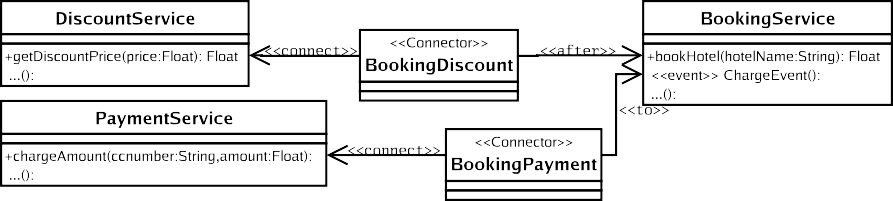 DiscountService
+getDiscountPrice(price:Float): Float
...():
<<connect>>
<<Connector>>
BookingDiscount
<<after>>
BookingService
+bookHotel(hotelName:String): Float
<<event>> ChargeEvent():
...():
<<to>>
PaymentService
+chargeAmount(ccnumber:String,amount:Float):
...():
<<connect>>
<<Connector>>
BookingPayment